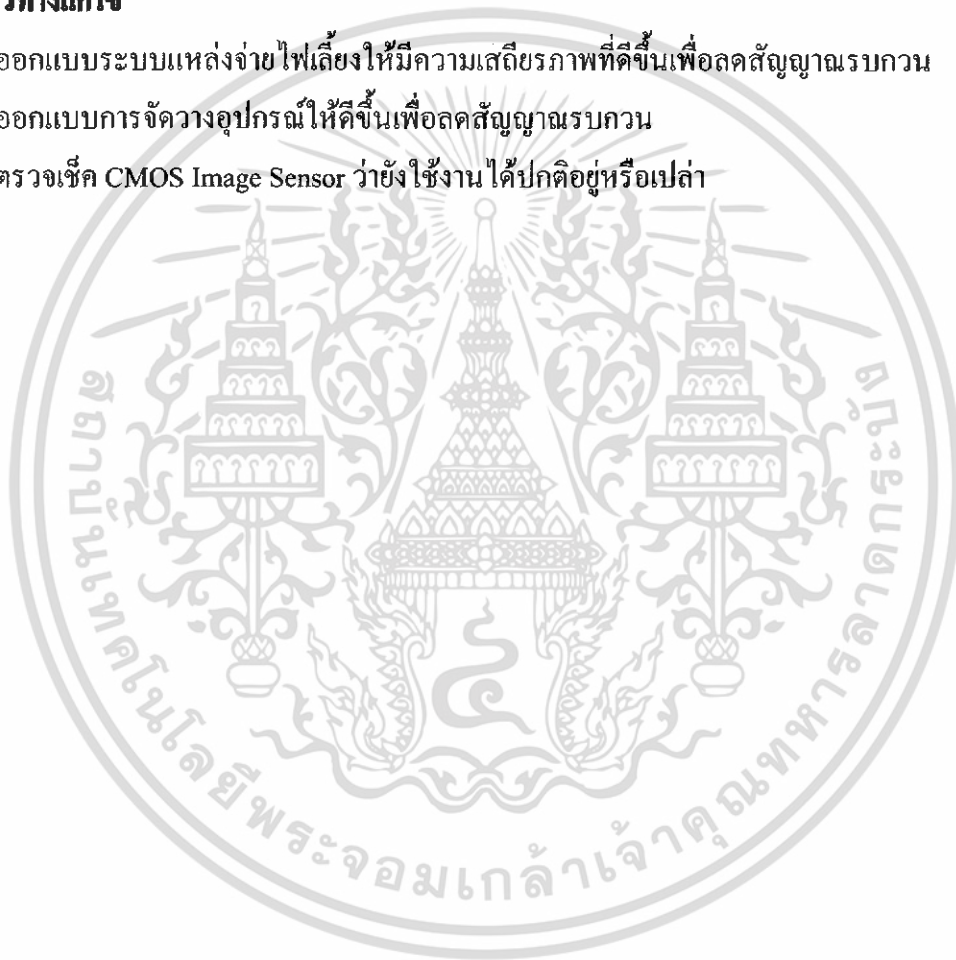 วทางแก้ไข
ออกแบบระบบแหล่งจ่ายไฟเลี้ยงให้มีความเสถียรภาพที่ดีขึ้นเพื่อลดสัญญาณรบกวน
ออกแบบการจัดวางอุปกรณ์ให้ดีขึ้นเพื่อลดสัญญาณรบกวน
ตรวจเช็ค CMOS Image Sensor ว่ายังใช้งานได้ปกติอยู่หรือเปล่า
สถาบันเทคโนโลยีพระจอมเกล้าเจ้าคุณทหารลาดกระบัง